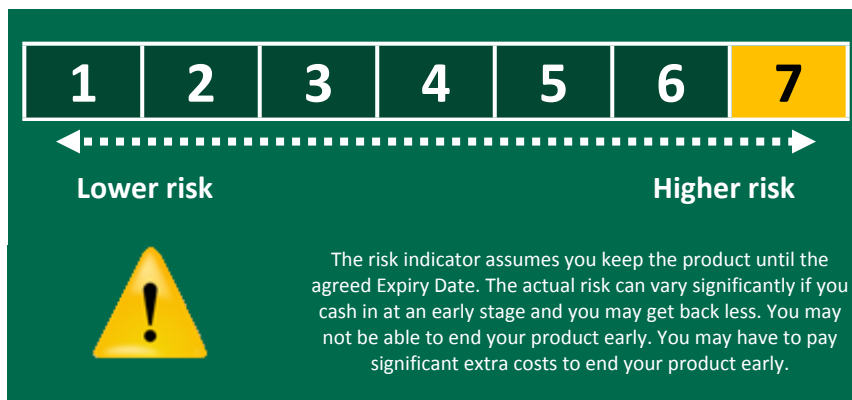 1 2 3 4 5 6 7
Lower risk Higher risk
The risk indicator assumes you keep the product until the
agreed Expiry Date. The actual risk can vary significantly if you
cash in at an early stage and you may get back less. You may
not be able to end your product early. You may have to pay
significant extra costs to end your product early.